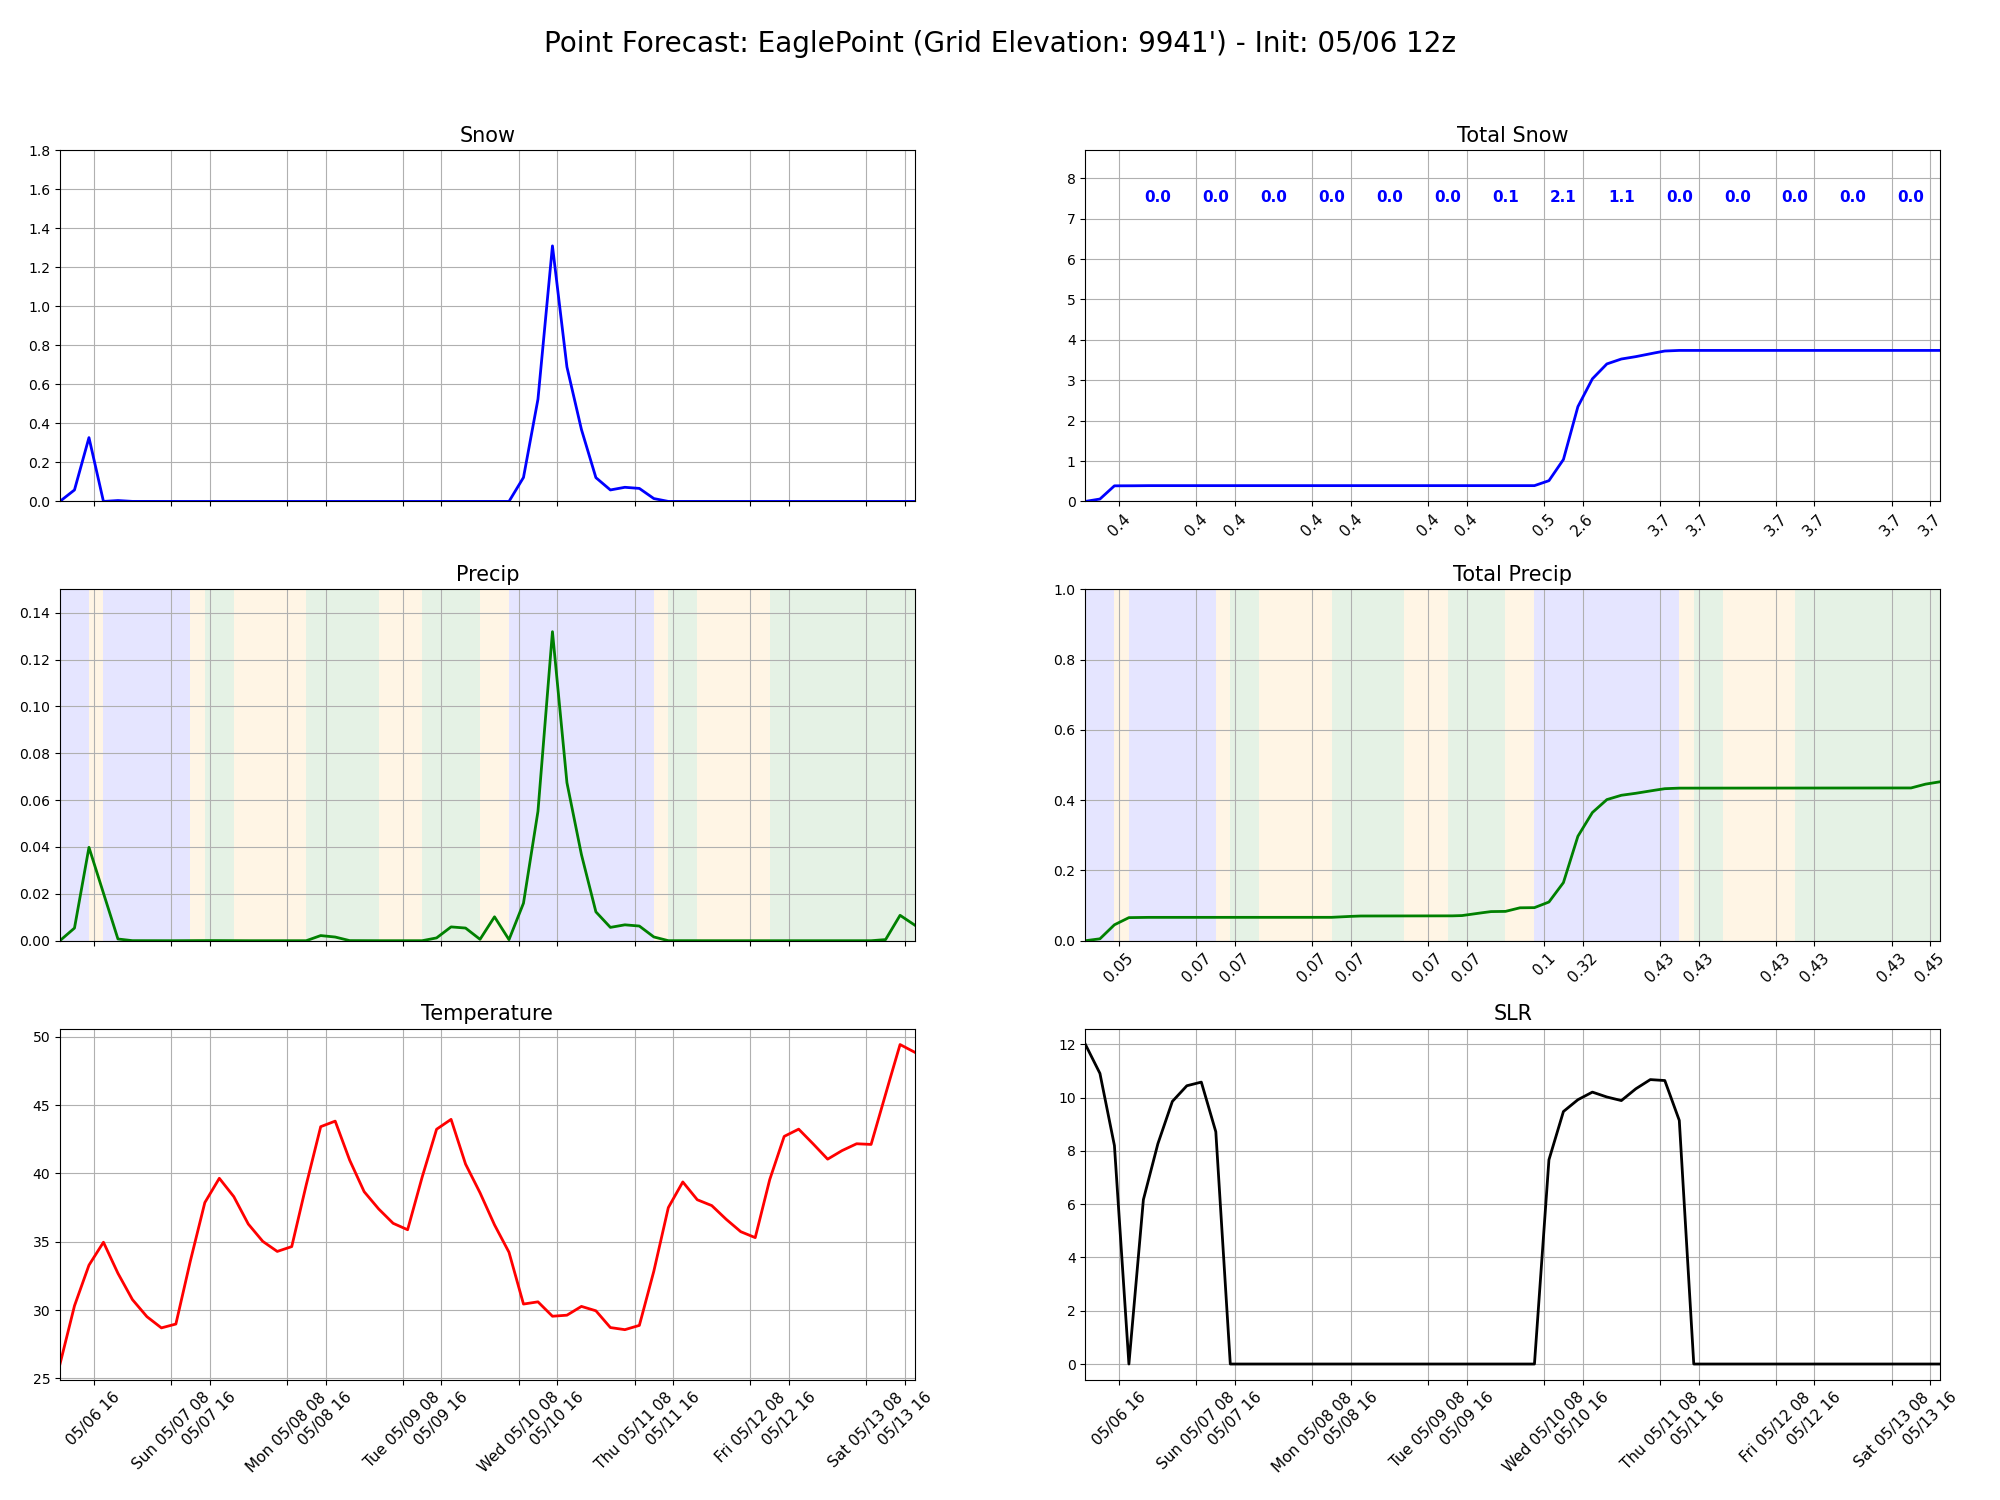 Point Forecast: EaglePoint (Grid Elevation: 9941') - Init: 05/06 12z
Snow
1.8
1.6
1.4
1.2
1.0
0.8
0.6
0.4
0.2
0.0
Total Snow
8
7
6
5
4
3
2
1
0
0.0 0.0 0.0 0.0 0.0 0.0 0.1 2.1 1.1 0.0 0.0 0.0 0.0 0.0
0.4 0.4 0.4 0.4 0.4 0.4 0.4 0.5 2.6 3.7 3.7 3.7 3.7 3.7 3.7
Precip
0.14
0.12
0.10
0.08
0.06
0.04
0.02
0.00
Total Precip
1.0
0.8
0.6
0.4
0.2
0.0
0.05 0.07 0.07 0.07 0.07 0.07 0.07 0.1 0.32 0.43 0.43 0.43 0.43 0.43 0.45
Temperature
50
45
40
35
30
25
05/06 16
Sun 05/07 08
05/07 16
Mon 05/08 08
05/08 16
Tue 05/09 08
05/09 16
Wed 05/10 08
05/10 16
Thu 05/11 08
05/11 16
Fri 05/12 08
05/12 16
Sat 05/13 08
05/13 16
SLR
12
10
8
6
4
2
0
05/06 16
Sun 05/07 08
05/07 16
Mon 05/08 08
05/08 16
Tue 05/09 08
05/09 16
Wed 05/10 08
05/10 16
Thu 05/11 08
05/11 16
Fri 05/12 08
05/12 16
Sat 05/13 08
05/13 16